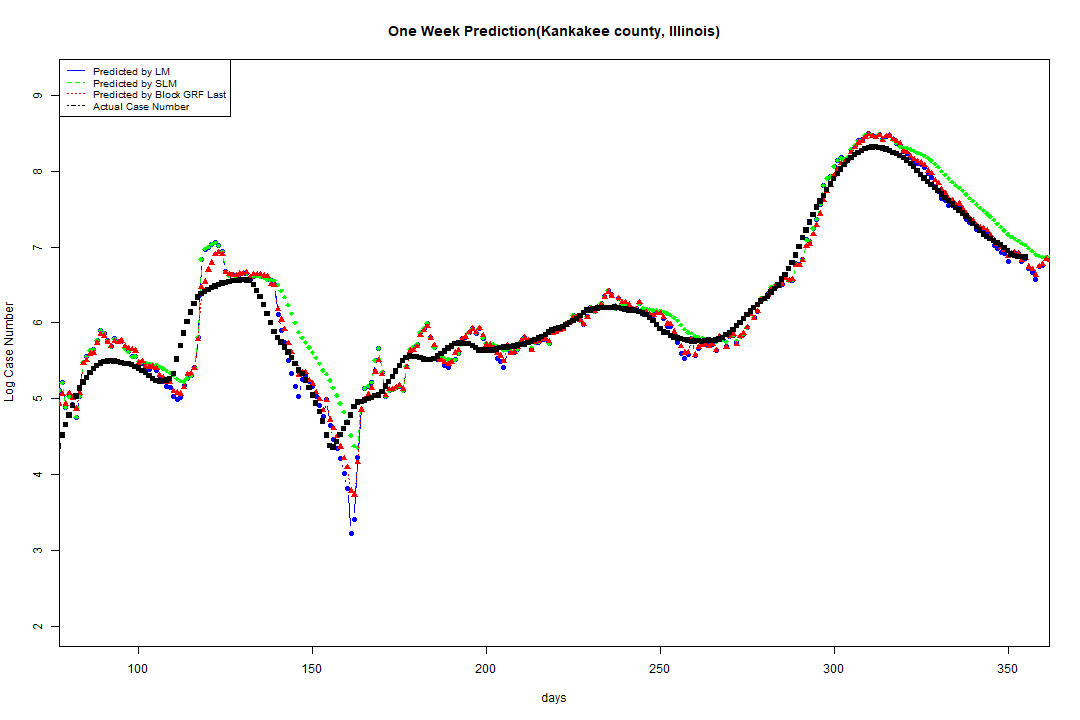 One Week Prediction(Kankakee county, Illinois)
Predicted by LM
Predicted by SLM
Predicted by Block GRF Last
Actual Case Number
9
8
7
6
5
4
3
2
Log Case Number
100 150 200 250 300 350
days